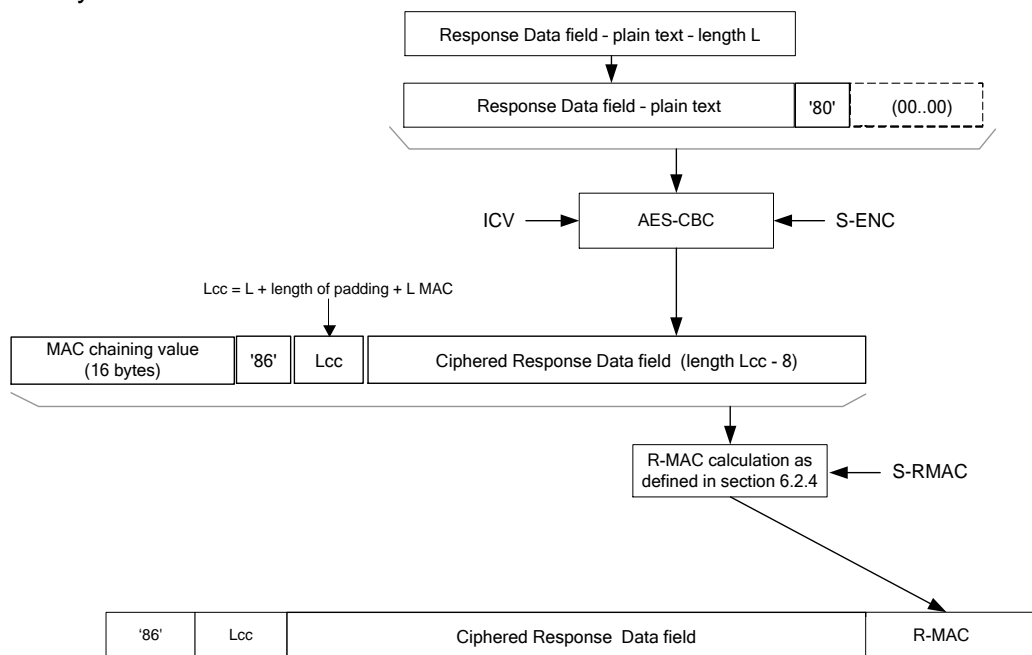 Response Data field - plain text - length L
Response Data field - plain text
'80'
(00..00)
ICV
AES-CBC
S-ENC
Lcc = L + length of padding + L MAC
MAC chaining value
(16 bytes)
'86'
Lcc
Ciphered Response Data field (length Lcc - 8)
R-MAC calculation as
defined in section 6.2.4
S-RMAC
'86'
Lcc
Ciphered Response Data field
R-MAC